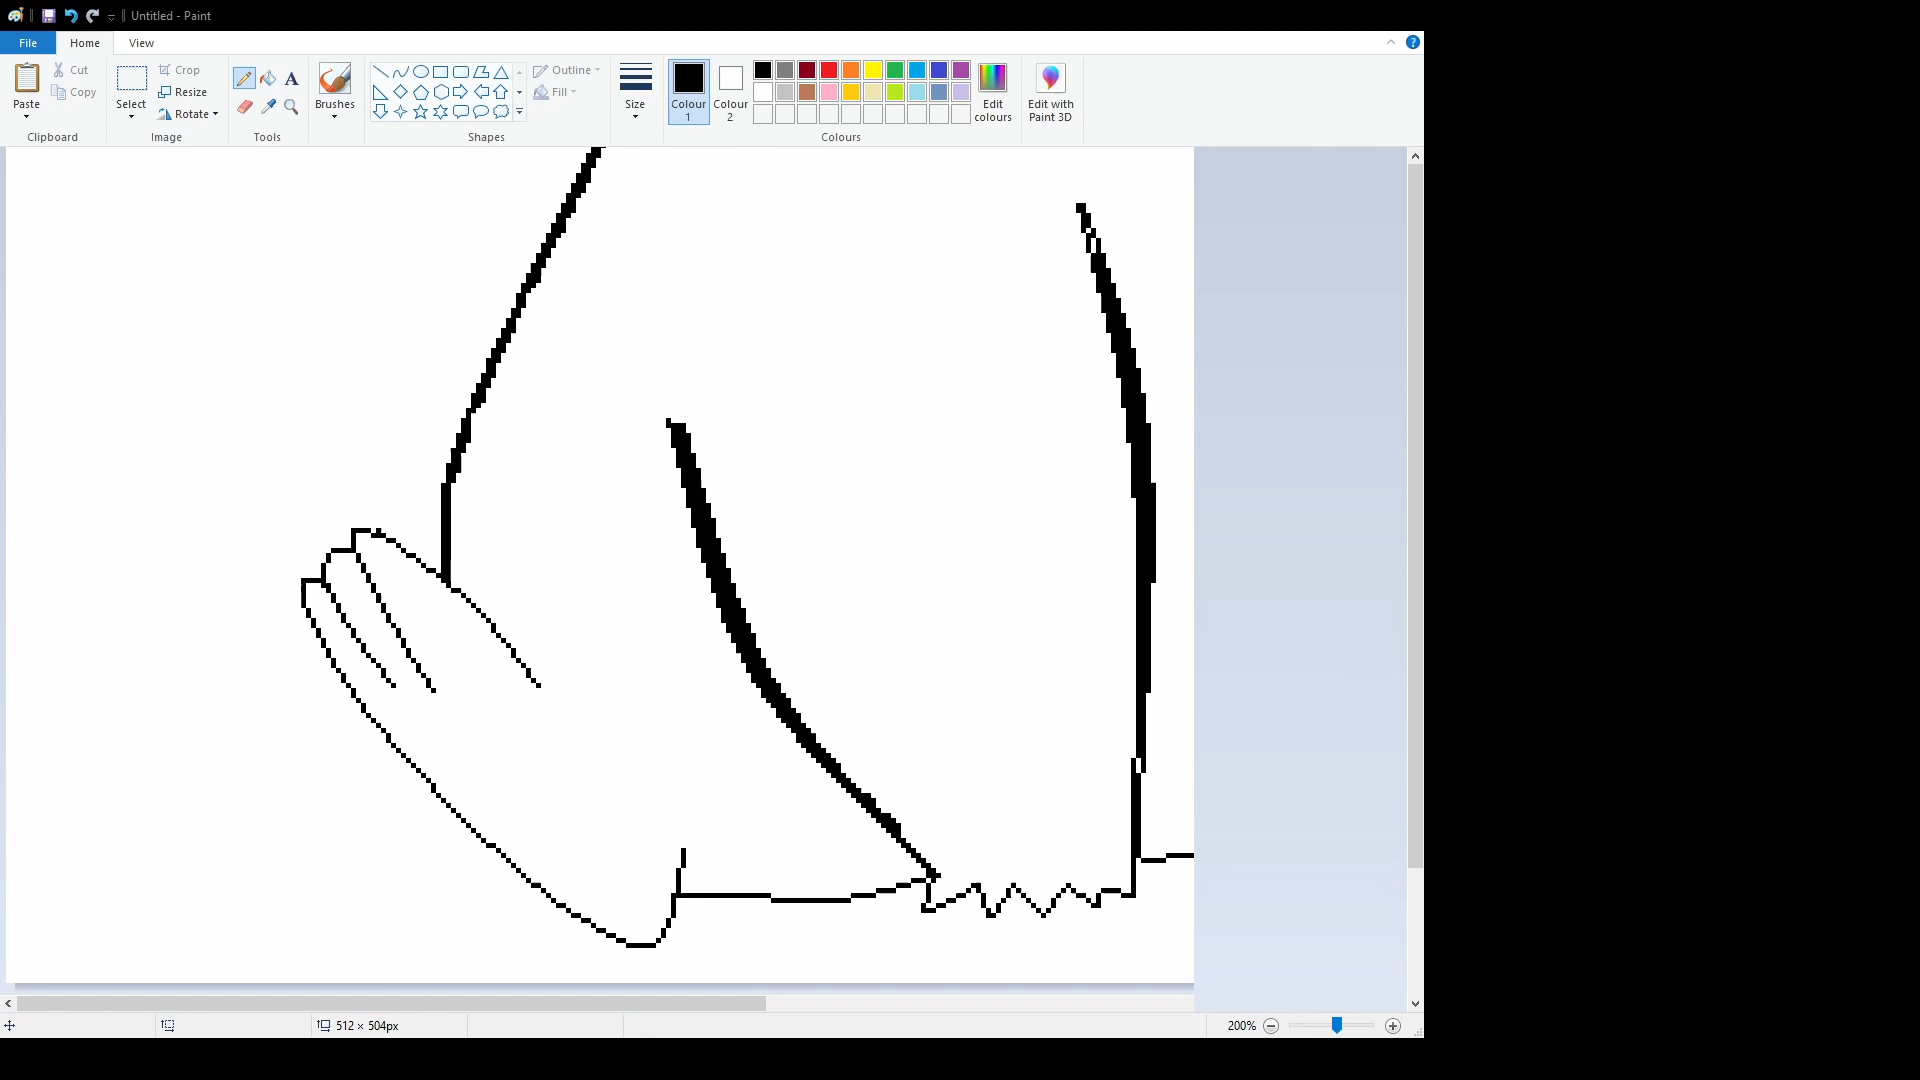 Untitled - Paint
File
Home
View
Paste
Cut
Copy
Clipboard
Select
Crop
Resize
Rotate
Image
A
Tools
Brushes
Outline
Fill
Shapes
Size
Colour
1
Colour
2
Edit
colours
Colours
Edit with
Paint 3D
?
512 × 504px
200%